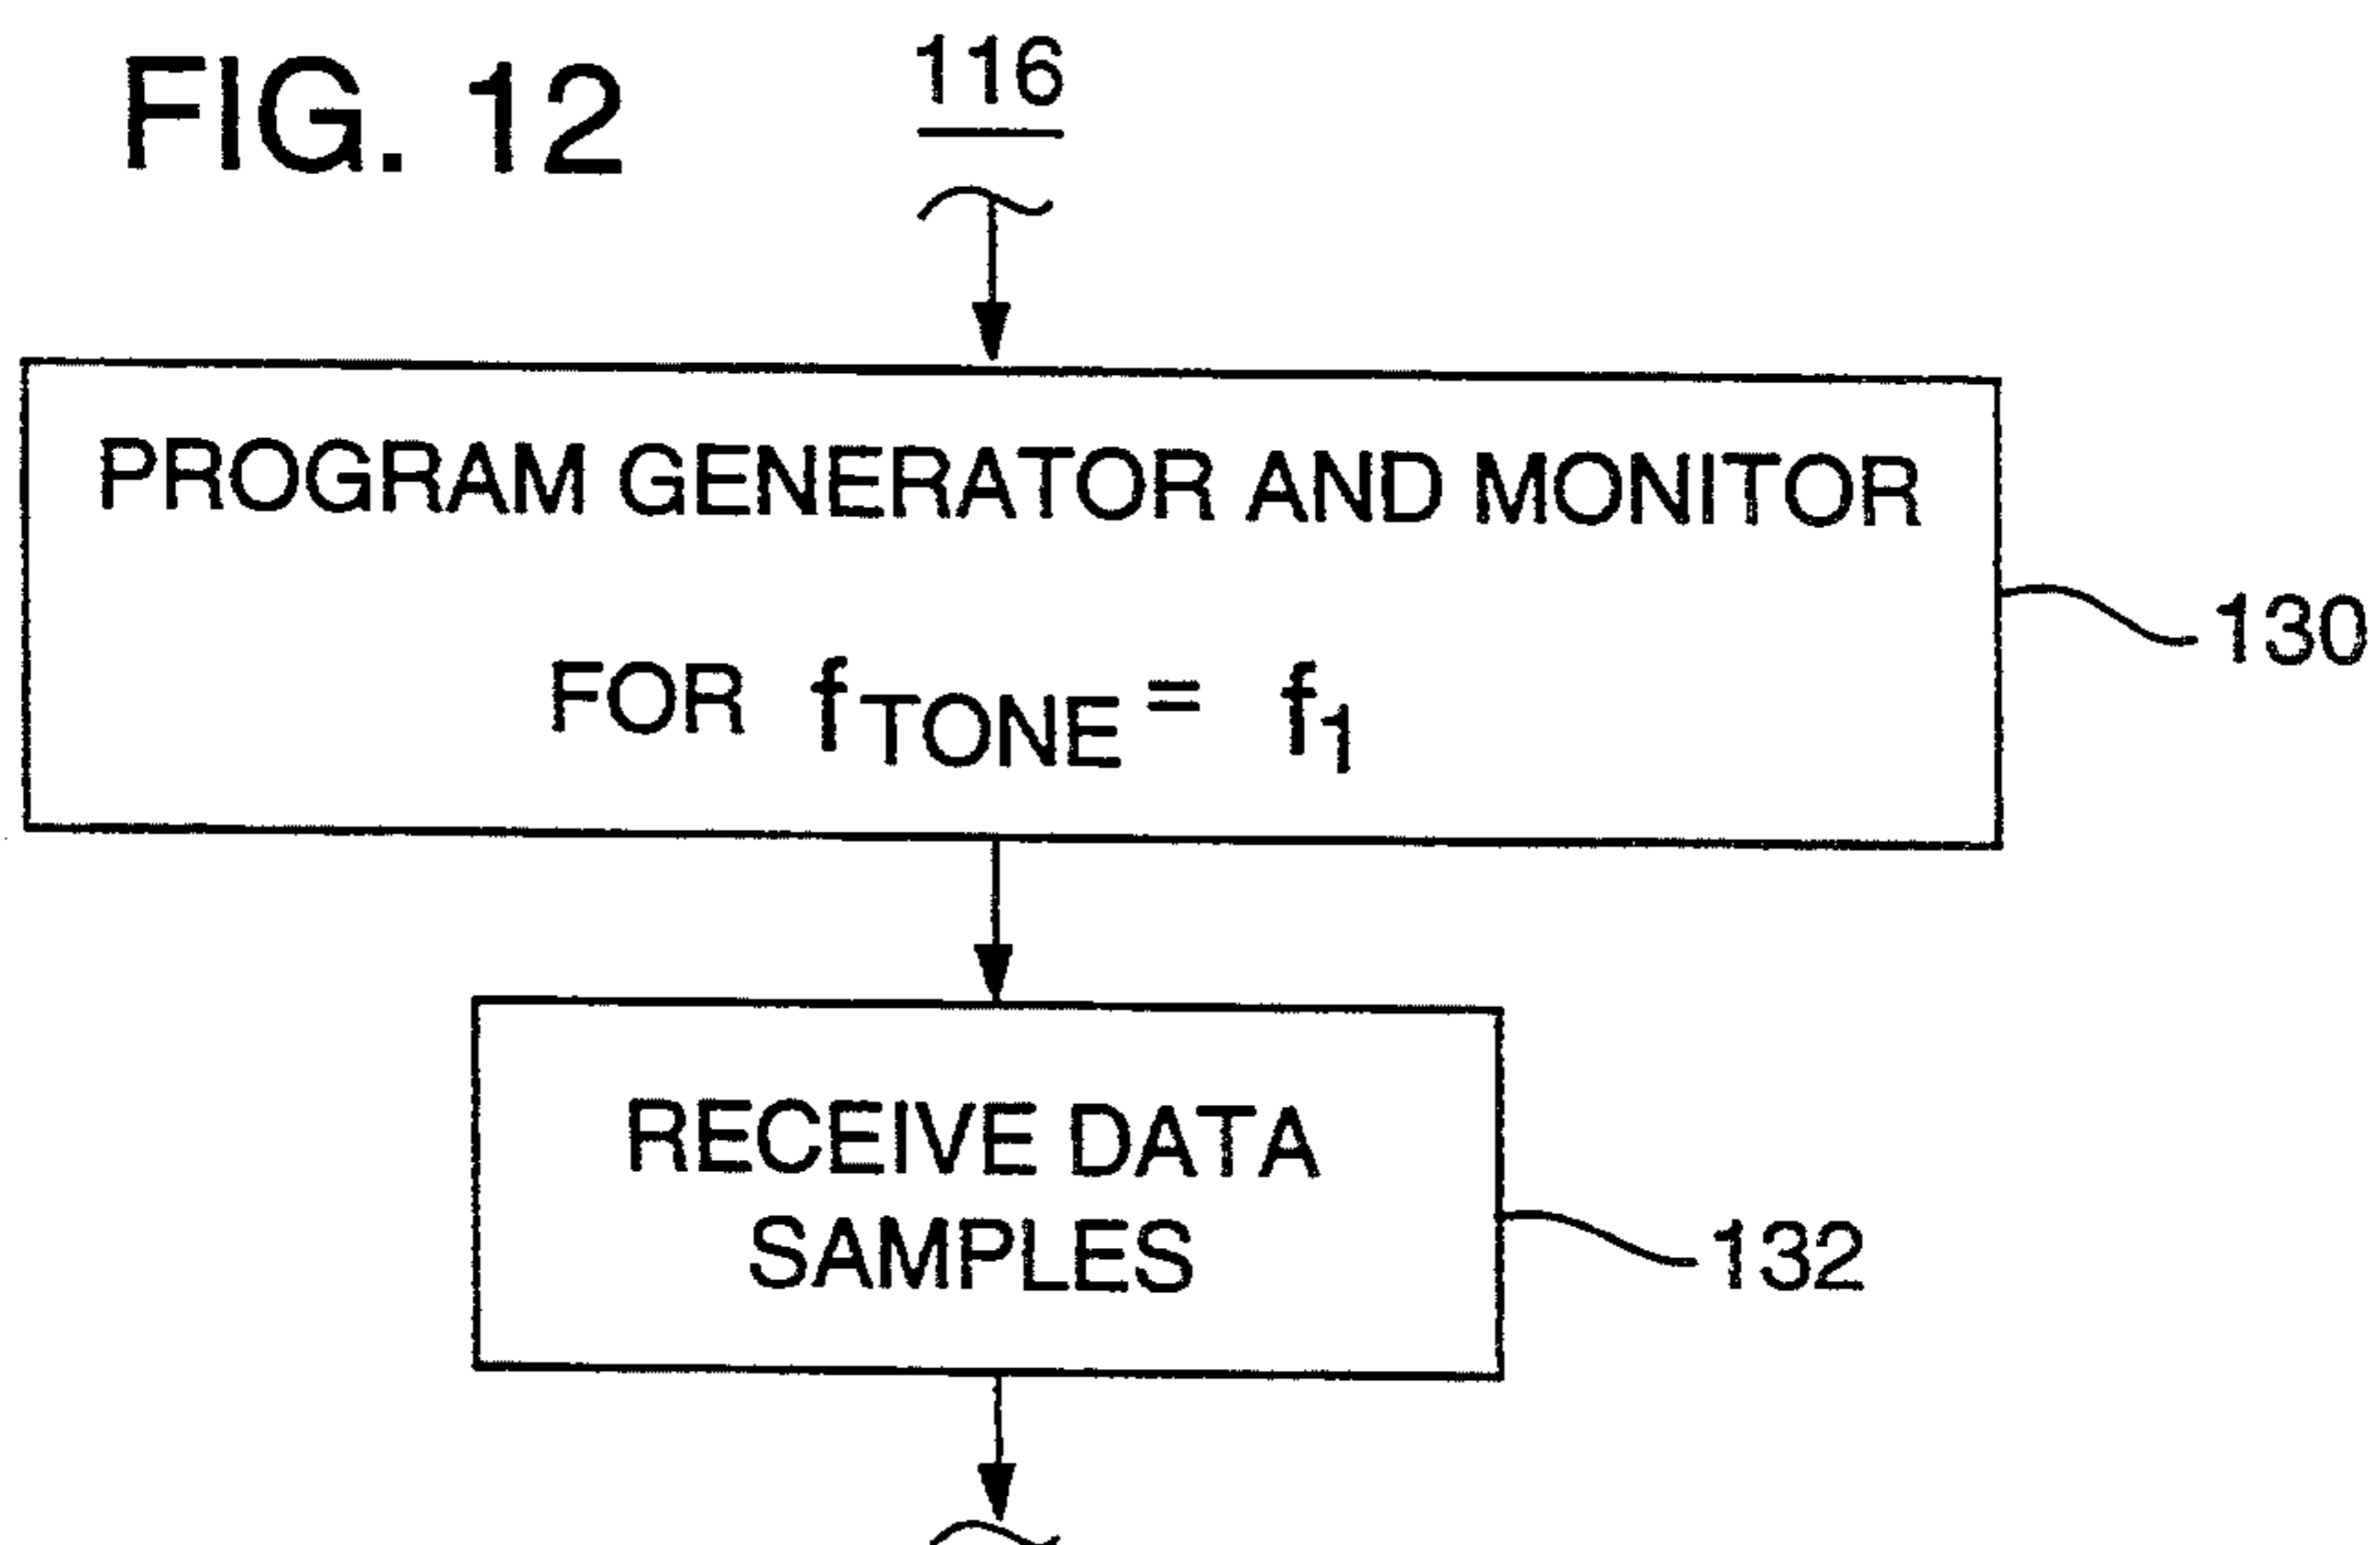 FIG. 12
116
PROGRAM GENERATOR AND MONITOR
FOR fTONE = f1
130
RECEIVE DATA
SAMPLES
132